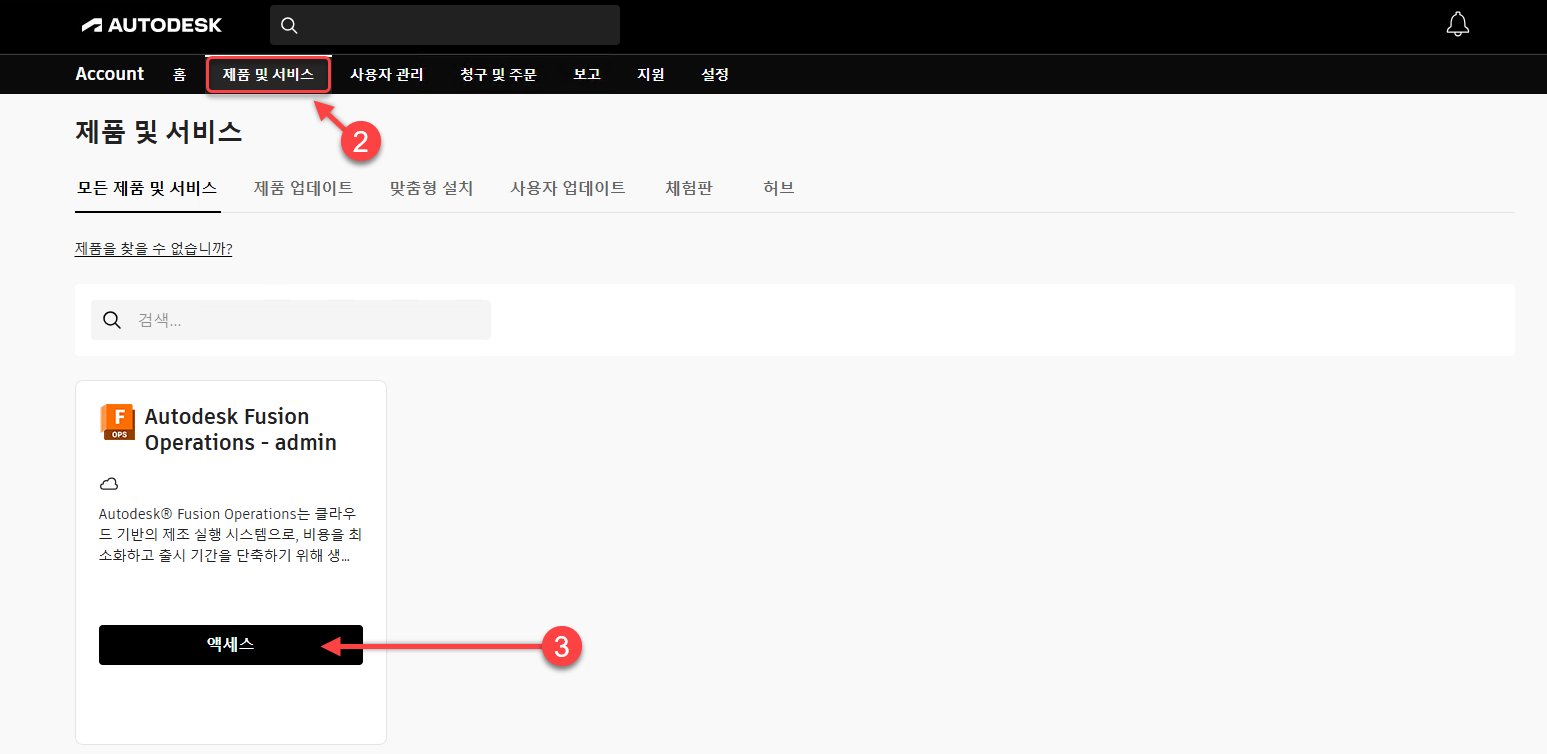 AUTODESK
Account 홈 제품 및 서비스 사용자 관리 청구 및 주문 보고 지원 설정
2
제품 및 서비스
모든 제품 및 서비스 제품 업데이트 맞춤형 설치 사용자 업데이트 체험판 허브
제품을 찾을 수 없습니까?
검색...
F
OPS
Autodesk Fusion
Operations - admin
Autodesk® Fusion Operations는 클라우
드 기반의 제조 실행 시스템으로, 비용을 최
소화하고 출시 기간을 단축하기 위해 생...
액세스
3